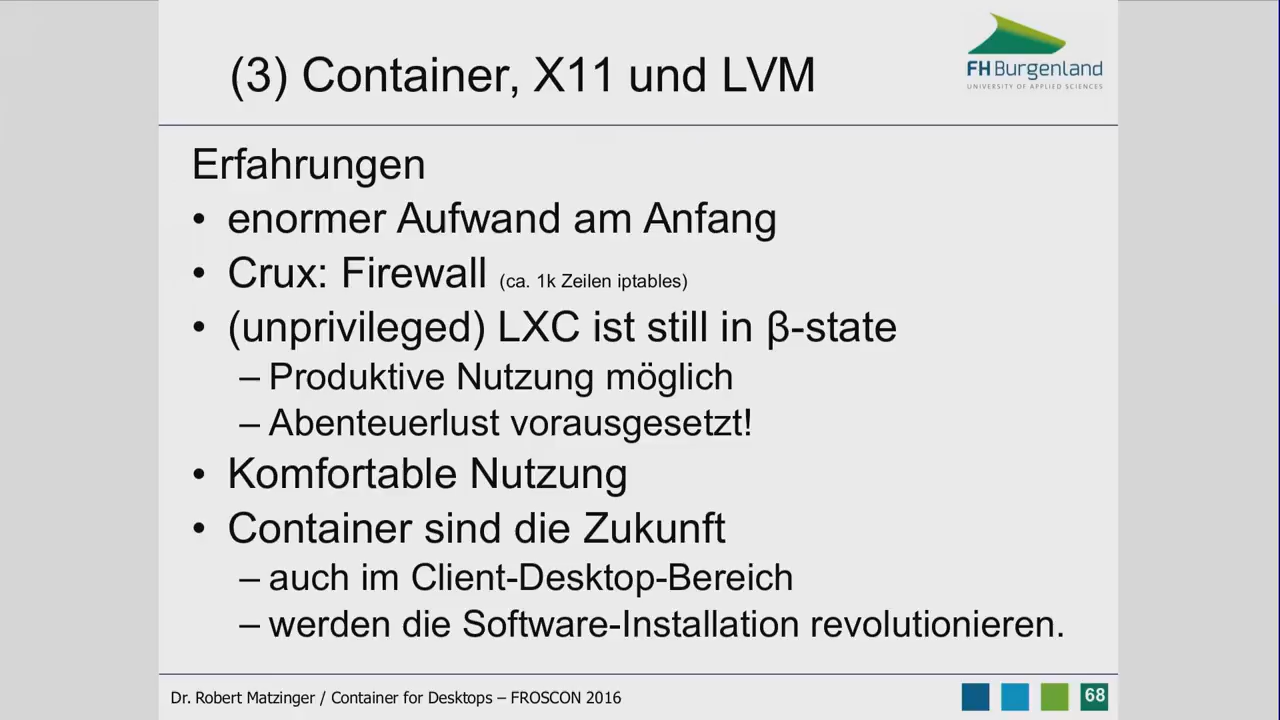 (3) Container, X11 und LVM
FH Burgenland
UNIVERSITY OF APPLIED SCIENCES
Erfahrungen
• enormer Aufwand am Anfang
• Crux: Firewall (ca. 1k Zeilen iptables)
• (unprivileged) LXC ist still in β-state
– Produktive Nutzung möglich
– Abenteuerlust vorausgesetzt!
• Komfortable Nutzung
• Container sind die Zukunft
– auch im Client-Desktop-Bereich
– werden die Software-Installation revolutionieren.
Dr. Robert Matzinger / Container for Desktops – FROSCON 2016
68